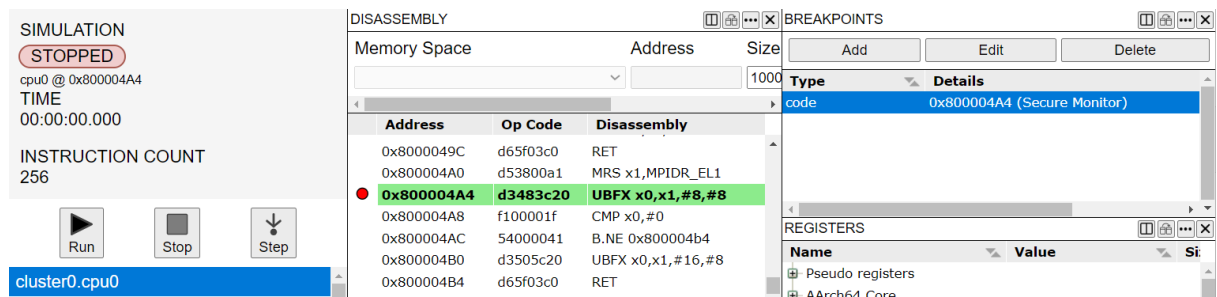 SIMULATION
STOPPED
cpu0 @ 0x800004A4
TIME
00:00:00.000
INSTRUCTION COUNT
256
Run Stop Step
cluster0.cpu0
DISASSEMBLY
Memory Space Address Size
1000
Address Op Code Disassembly
0x8000049C d65f03c0 RET
0x800004A0 d53800a1 MRS x1,MPIDR_EL1
0x800004A4 d3483c20 UBFX x0,x1,#8,#8
0x800004A8 f100001f CMP x0,#0
0x800004AC 54000041 B.NE 0x800004b4
0x800004B0 d3505c20 UBFX x0,x1,#16,#8
0x800004B4 d65f03c0 RET
BREAKPOINTS
Add Edit Delete
Type Details
code 0x800004A4 (Secure Monitor)
REGISTERS
Name Value
Pseudo registers
AArch64 Core